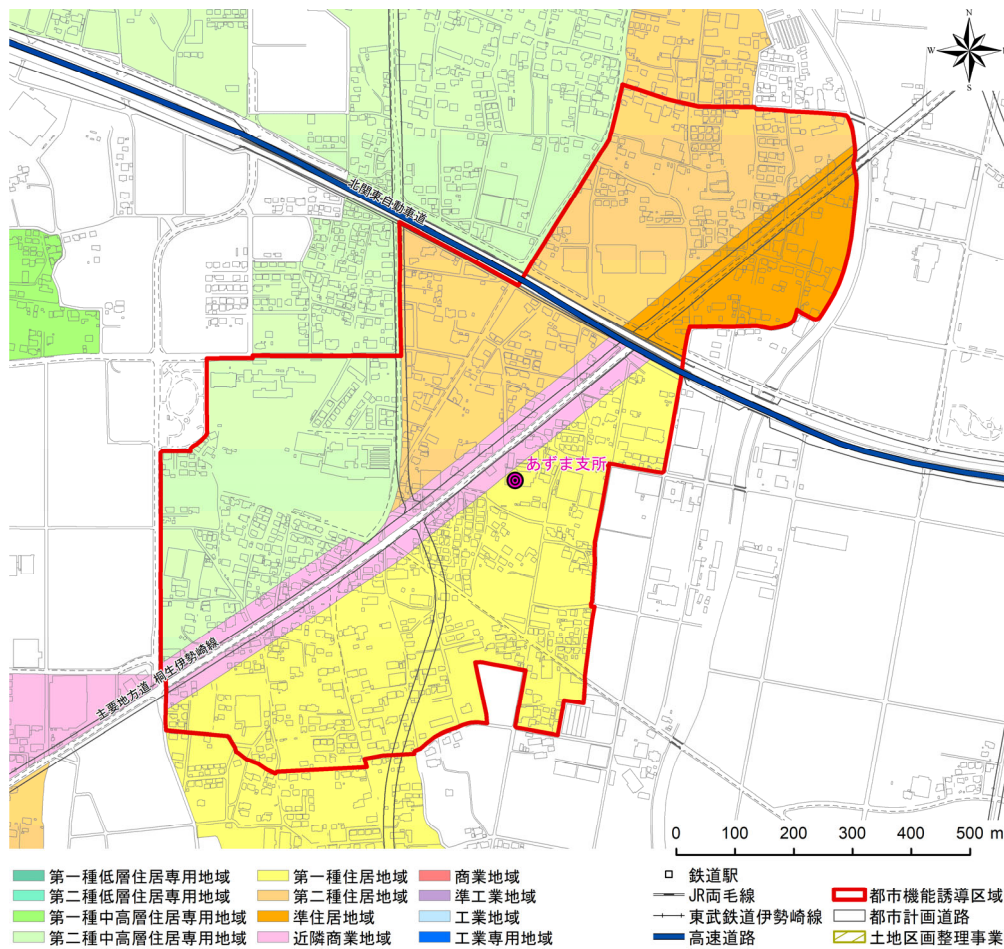 N
W
E
S
北関東自動車道
あずま支所
主要地方道 桐生伊勢崎線
0 100 200 300 400 500 m
第一種低層住居専用地域
第二種低層住居専用地域
第一種中高層住居専用地域
第二種中高層住居専用地域
第一種住居地域
第二種住居地域
準住居地域
近隣商業地域
商業地域
準工業地域
工業地域
工業専用地域
鉄道駅
JR両毛線
東武鉄道伊勢崎線
高速道路
都市機能誘導区域
都市計画道路
土地区画整理事業